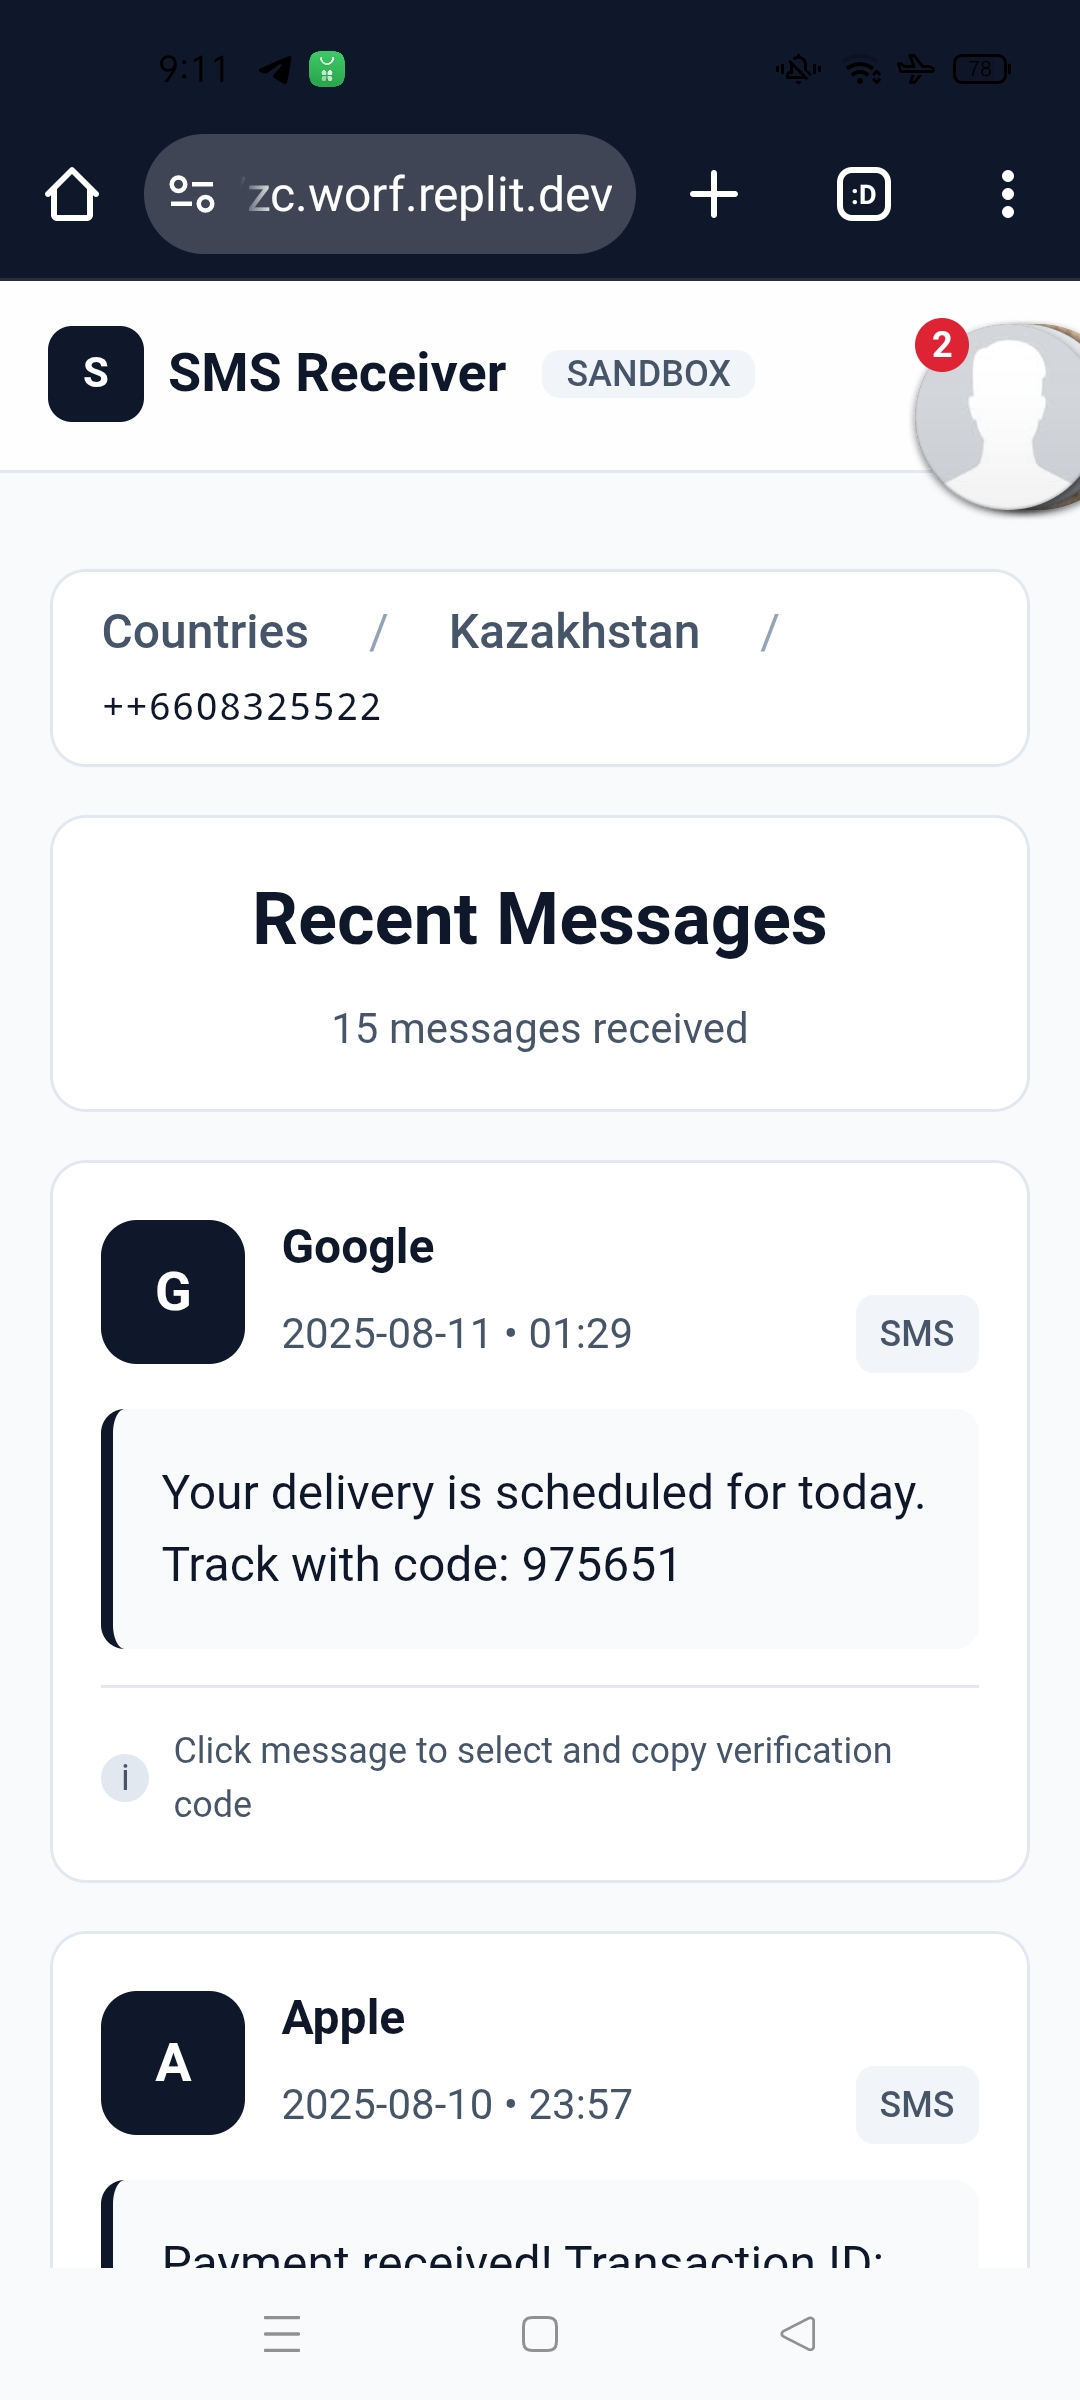 9:11
78
zc.worf.replit.dev
:D
S
SMS Receiver
SANDBOX
2
Countries / Kazakhstan /
++6608325522
Recent Messages
15 messages received
G
Google
2025-08-11 • 01:29
SMS
Your delivery is scheduled for today.
Track with code: 975651
i
Click message to select and copy verification
code
A
Apple
2025-08-10 • 23:57
SMS
Payment received! Transaction ID: